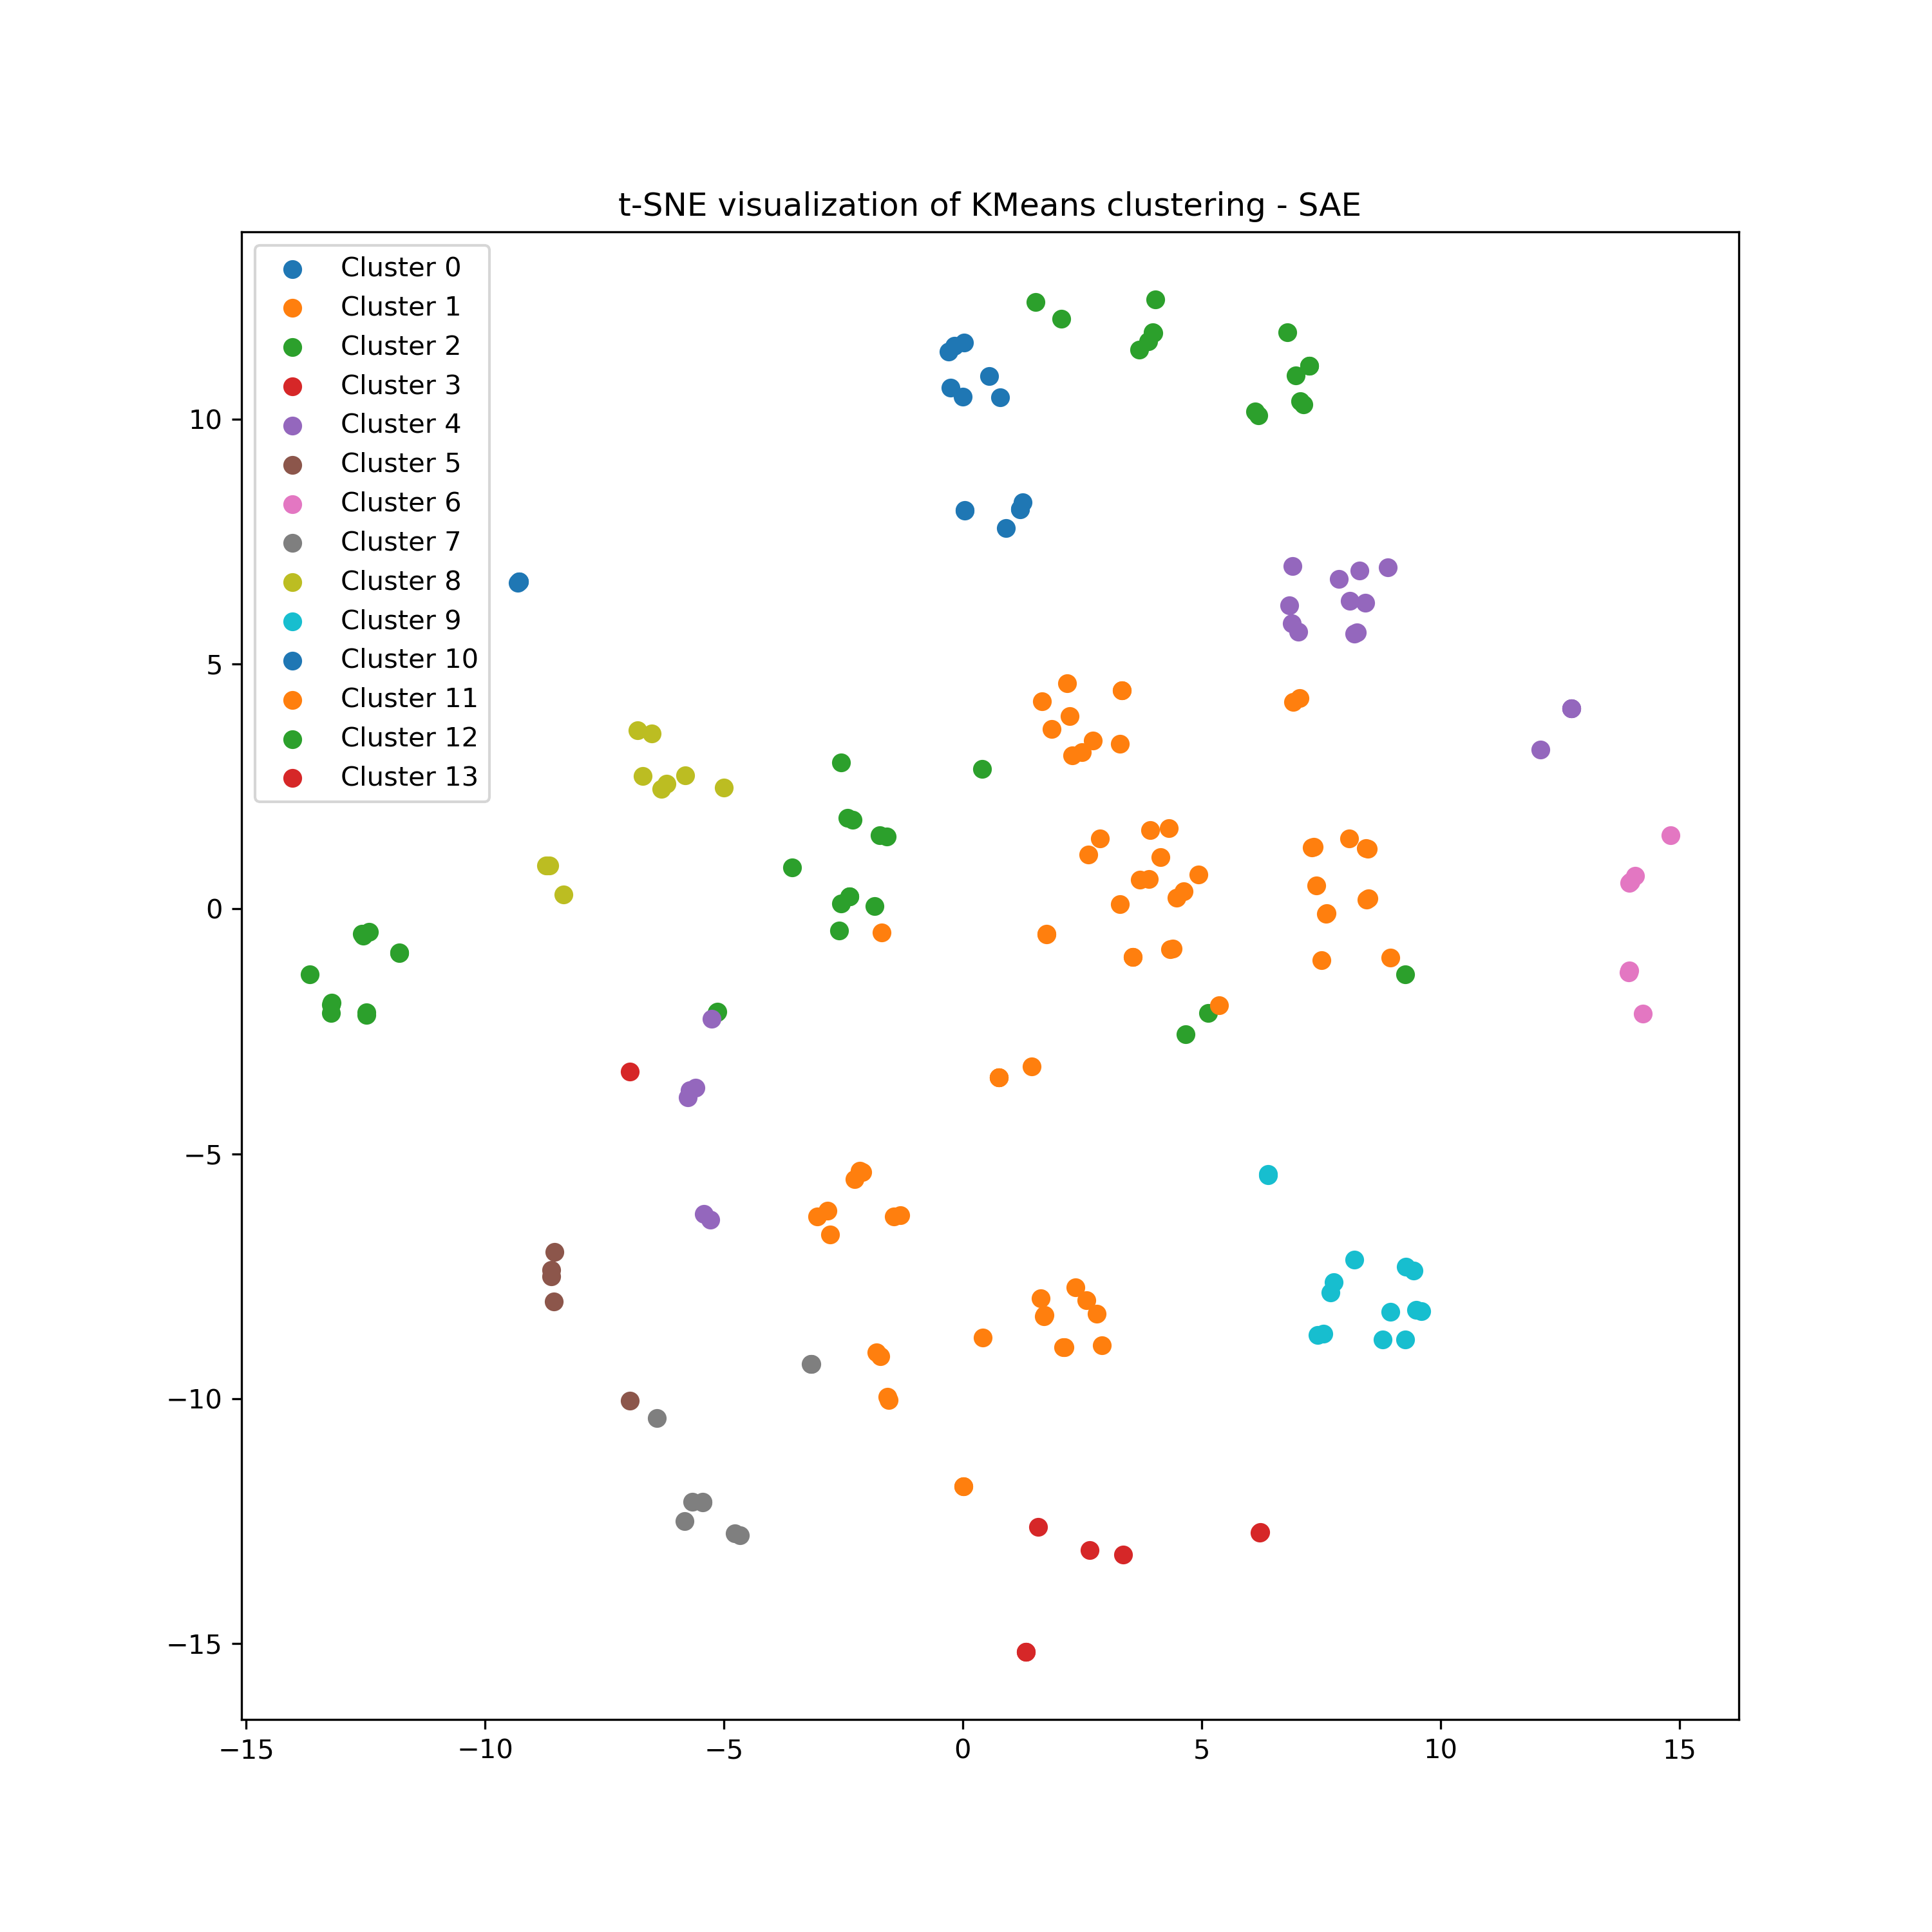 t-SNE visualization of KMeans clustering - SAE
Cluster 0
Cluster 1
Cluster 2
Cluster 3
Cluster 4
Cluster 5
Cluster 6
Cluster 7
Cluster 8
Cluster 9
Cluster 10
Cluster 11
Cluster 12
Cluster 13
10
5
0
−5
−10
−15
−15 −10 −5 0 5 10 15